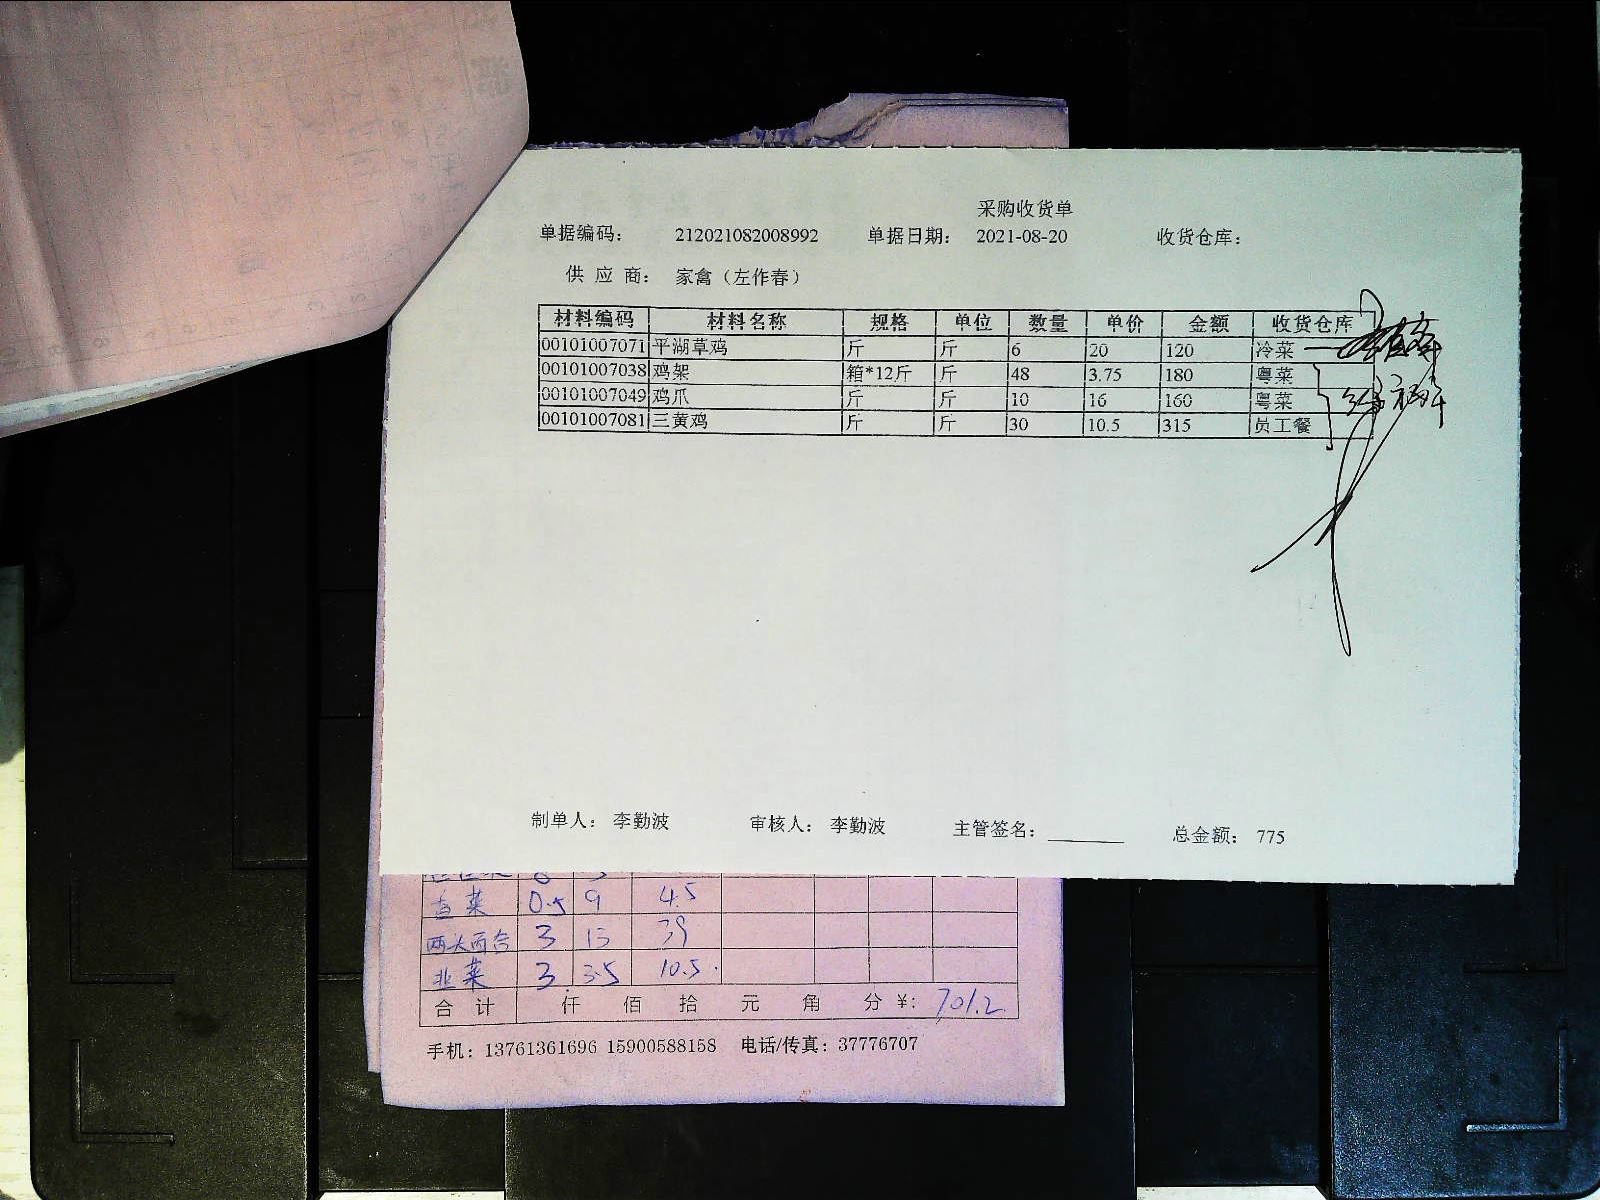 采购收货单
单据编码： 212021082008992 单据日期： 2021-08-20 收货仓库：
供 应 商： 家禽（左作春）
材料编码 材料名称 规格 单位 数量 单价 金额 收货仓库
00101007071 平湖草鸡 斤 斤 6 20 120 冷菜
00101007038 鸡架 箱*12斤 斤 48 3.75 180 粤菜
00101007049 鸡爪 斤 斤 10 16 160 粤菜
00101007081 三黄鸡 斤 斤 30 10.5 315 员工餐
制单人： 李勤波 审核人： 李勤波 主管签名： 总金额： 775
菜 0.5 9 4.5
3 13 39
韭菜 3 3.5 10.5
合 计 仟 佰 拾 元 角 分 ¥: 701.2
手机：13761361696 15900588158 电话/传真：37776707